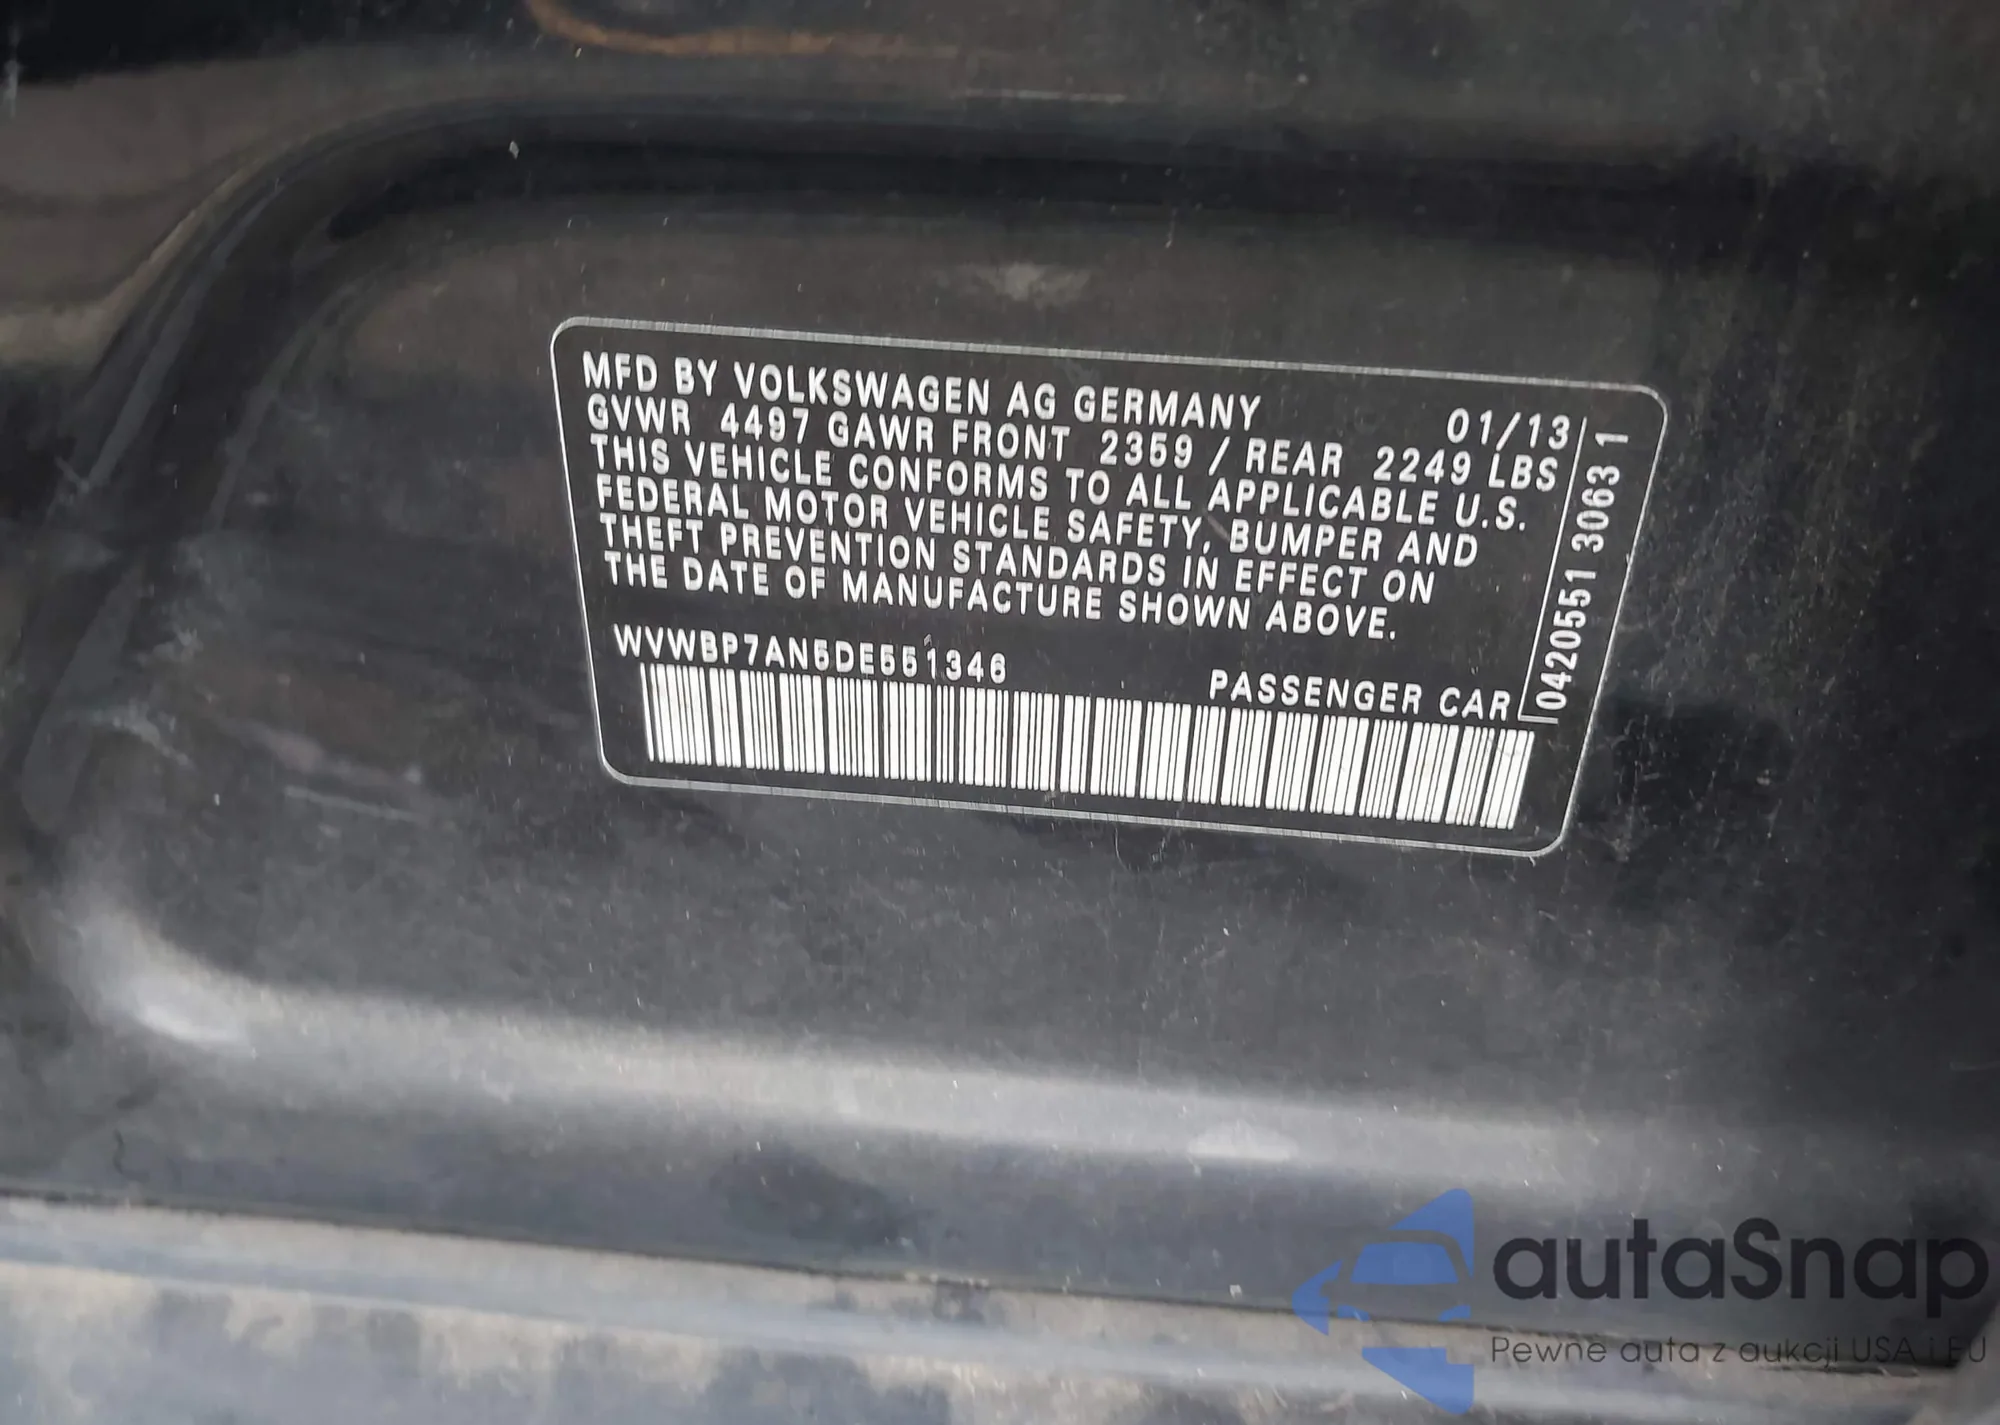 MFD BY VOLKSWAGEN AG GERMANY 01/13
GVWR 4497 GAWR FRONT 2359 / REAR 2249 LBS
THIS VEHICLE CONFORMS TO ALL APPLICABLE U.S.
FEDERAL MOTOR VEHICLE SAFETY, BUMPER AND
THEFT PREVENTION STANDARDS IN EFFECT ON
THE DATE OF MANUFACTURE SHOWN ABOVE.
WVWBP7AN5DE551346 PASSENGER CAR
0420551 3063 1
autaSnap
Pewne auta z aukcji USA i EU